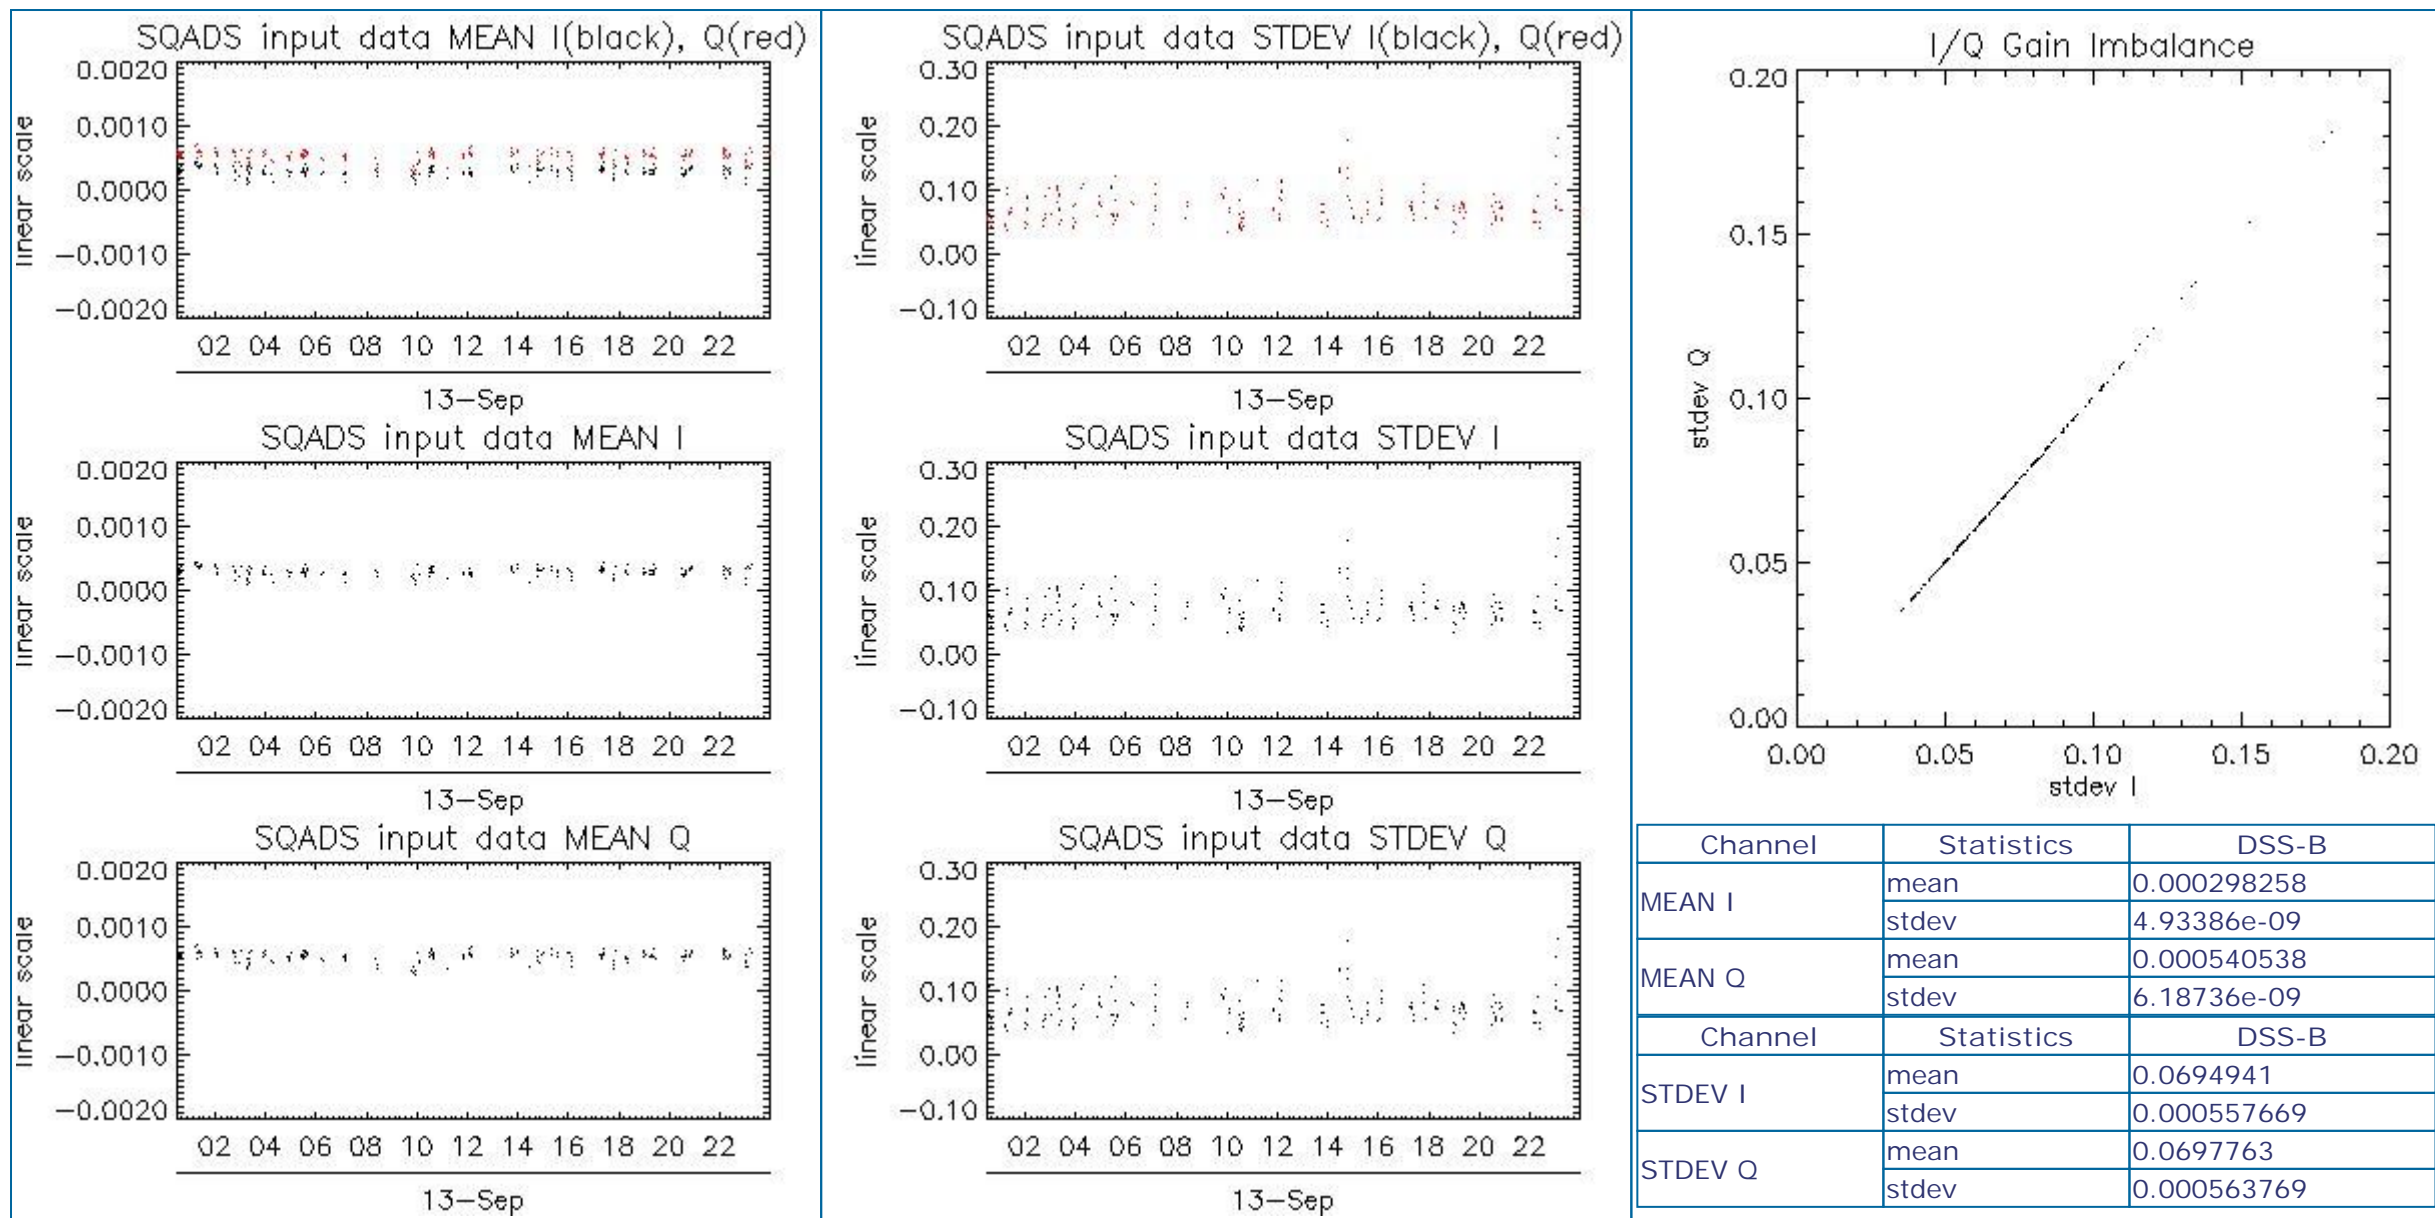 SQADS input data MEAN I(black), Q(red)
0.0020
0.0010
0.0000
-0.0010
-0.0020
linear scale
02 04 06 08 10 12 14 16 18 20 22
13-Sep
SQADS input data MEAN I
0.0020
0.0010
0.0000
-0.0010
-0.0020
linear scale
02 04 06 08 10 12 14 16 18 20 22
13-Sep
SQADS input data MEAN Q
0.0020
0.0010
0.0000
-0.0010
-0.0020
linear scale
02 04 06 08 10 12 14 16 18 20 22
13-Sep
SQADS input data STDEV I(black), Q(red)
0.30
0.20
0.10
0.00
-0.10
linear scale
02 04 06 08 10 12 14 16 18 20 22
13-Sep
SQADS input data STDEV I
0.30
0.20
0.10
0.00
-0.10
linear scale
02 04 06 08 10 12 14 16 18 20 22
13-Sep
SQADS input data STDEV Q
0.30
0.20
0.10
0.00
-0.10
linear scale
02 04 06 08 10 12 14 16 18 20 22
13-Sep
I/Q Gain Imbalance
0.20
0.15
0.10
0.05
0.00
stdev Q
0.00 0.05 0.10 0.15 0.20
stdev I
Channel Statistics DSS-B
MEAN I
mean 0.000298258
stdev 4.93386e-09
MEAN Q
mean 0.000540538
stdev 6.18736e-09
Channel Statistics DSS-B
STDEV I
mean 0.0694941
stdev 0.000557669
STDEV Q
mean 0.0697763
stdev 0.000563769